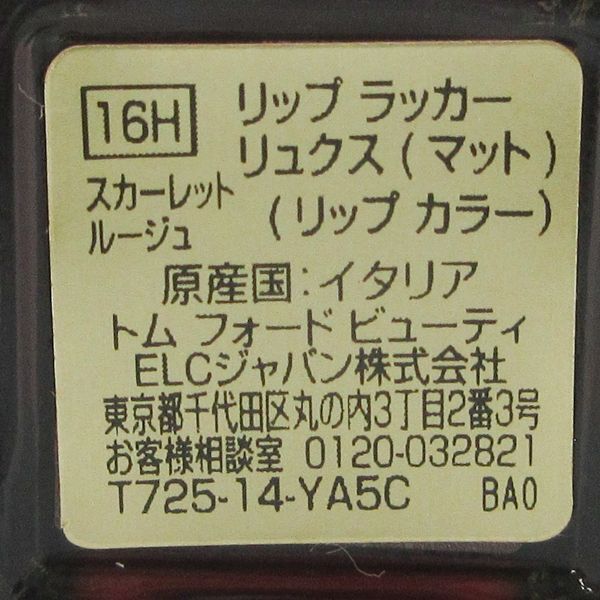 16H
リップ ラッカー
リュクス(マット)
スカーレット
ルージュ
(リップ カラー)
原産国:イタリア
トム フォード ビューティ
ELCジャパン株式会社
東京都千代田区丸の内3丁目2番3号
お客様相談室 0120-032821
T725-14-YA5C BA0